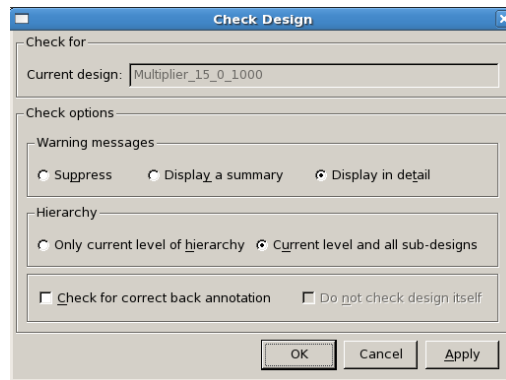 Check Design
Check for
Current design: Multiplier_15_0_1000
Check options
Warning messages
Suppress Display a summary Display in detail
Hierarchy
Only current level of hierarchy Current level and all sub-designs
Check for correct back annotation Do not check design itself
OK Cancel Apply